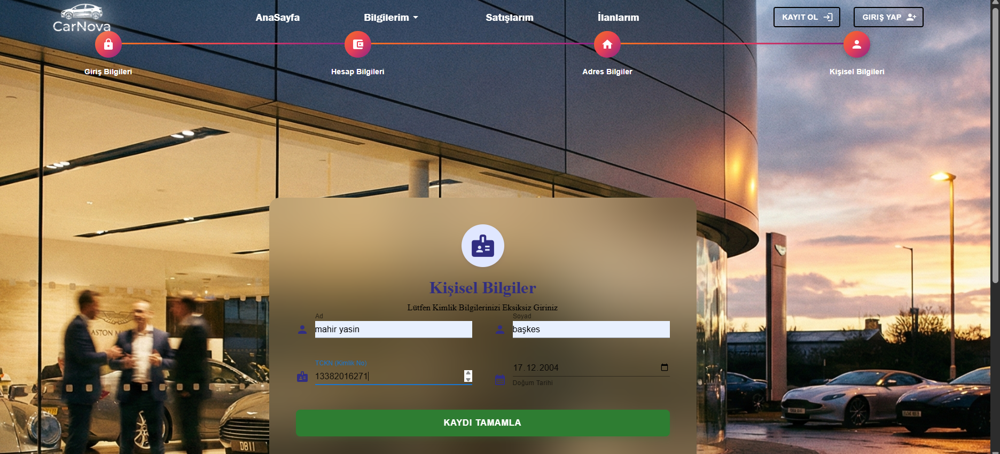 CarNova
AnaSayfa
Bilgilerim
Satışlarım
İlanlarım
KAYIT OL
GIRIŞ YAP
Giriş Bilgileri
Hesap Bilgileri
Adres Bilgiler
Kişisel Bilgileri
Kişisel Bilgiler
Lütfen Kimlik Bilgilerinizi Eksiksiz Giriniz
Ad
Soyad
mahir yasin
başkes
TCKN (Kimlik No)
13382016271
17.12.2004
Doğum Tarihi
KAYDI TAMAMLA
ASTON
DB11